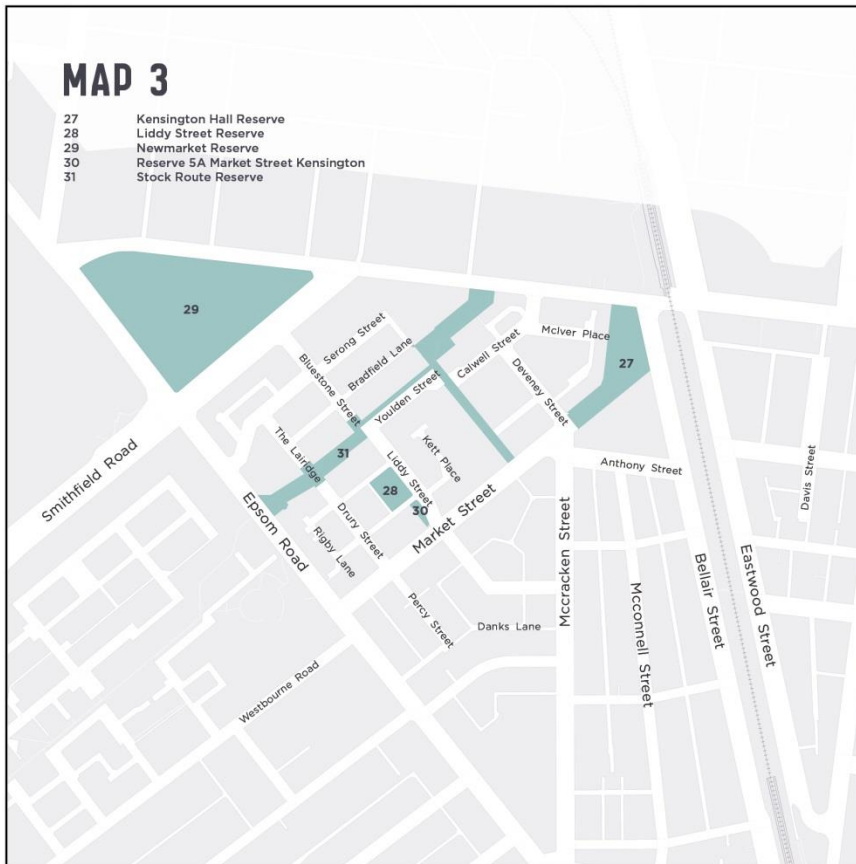 MAP 3
27 Kensington Hall Reserve
28 Liddy Street Reserve
29 Newmarket Reserve
30 Reserve 5A Market Street Kensington
31 Stock Route Reserve
29
Serong Street
Bradfield Lane
Bluestone Street
Youlden Street
Calwell Street
McIver Place
Deveney Street
27
The Lairidge
31
Liddy Street
Kett Place
28
30
Smithfield Road
Epsom Road
Drury Street
Rigby Lane
Market Street
Anthony Street
Davis Street
Percy Street
Danks Lane
Westbourne Road
Mccracken Street
Mcconnell Street
Bellair Street
Eastwood Street